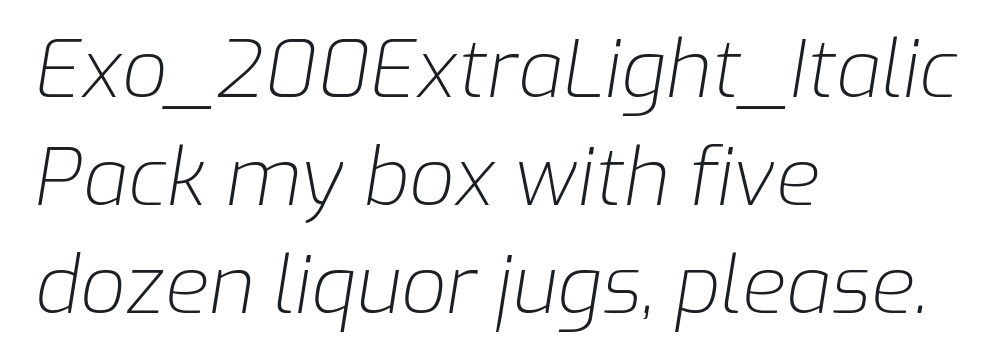 Exo_200ExtraLight_Italic
Pack my box with five
dozen liquor jugs, please.